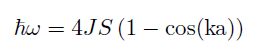 ℏω = 4JS (1 − cos(ka))